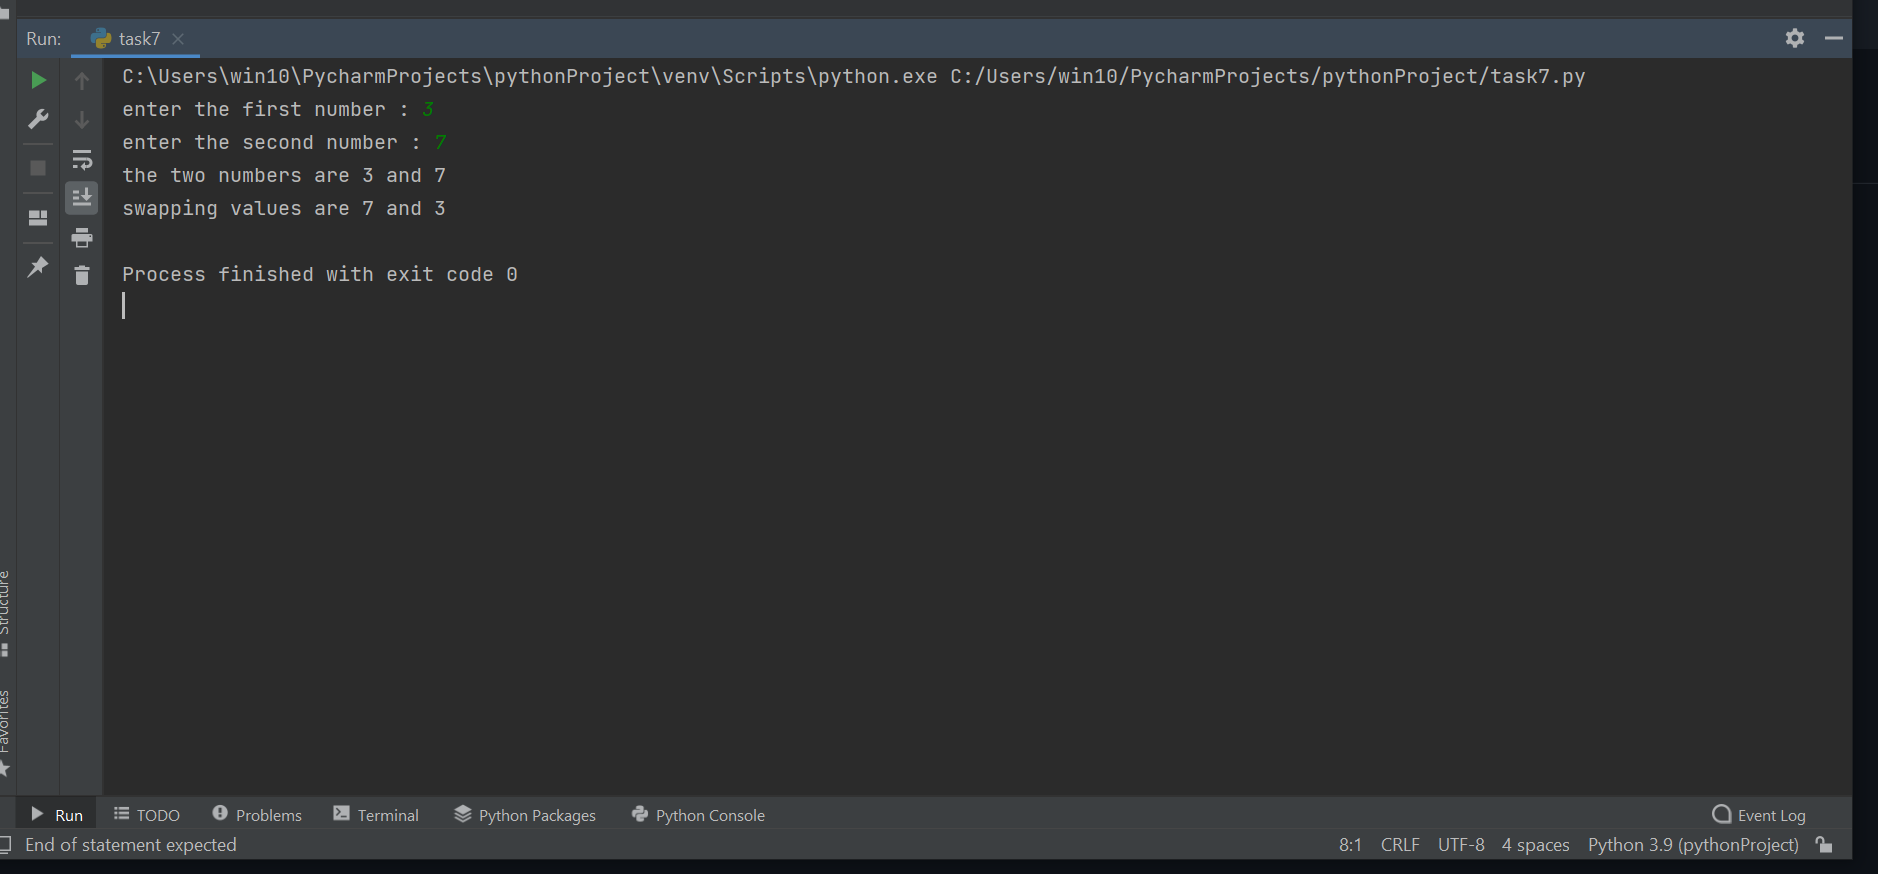 Run: task7
C:\Users\win10\PycharmProjects\pythonProject\venv\Scripts\python.exe C:/Users/win10/PycharmProjects/pythonProject/task7.py
enter the first number : 3
enter the second number : 7
the two numbers are 3 and 7
swapping values are 7 and 3
Process finished with exit code 0
Structure
Favorites
Run TODO Problems Terminal Python Packages Python Console Event Log
End of statement expected 8:1 CRLF UTF-8 4 spaces Python 3.9 (pythonProject)